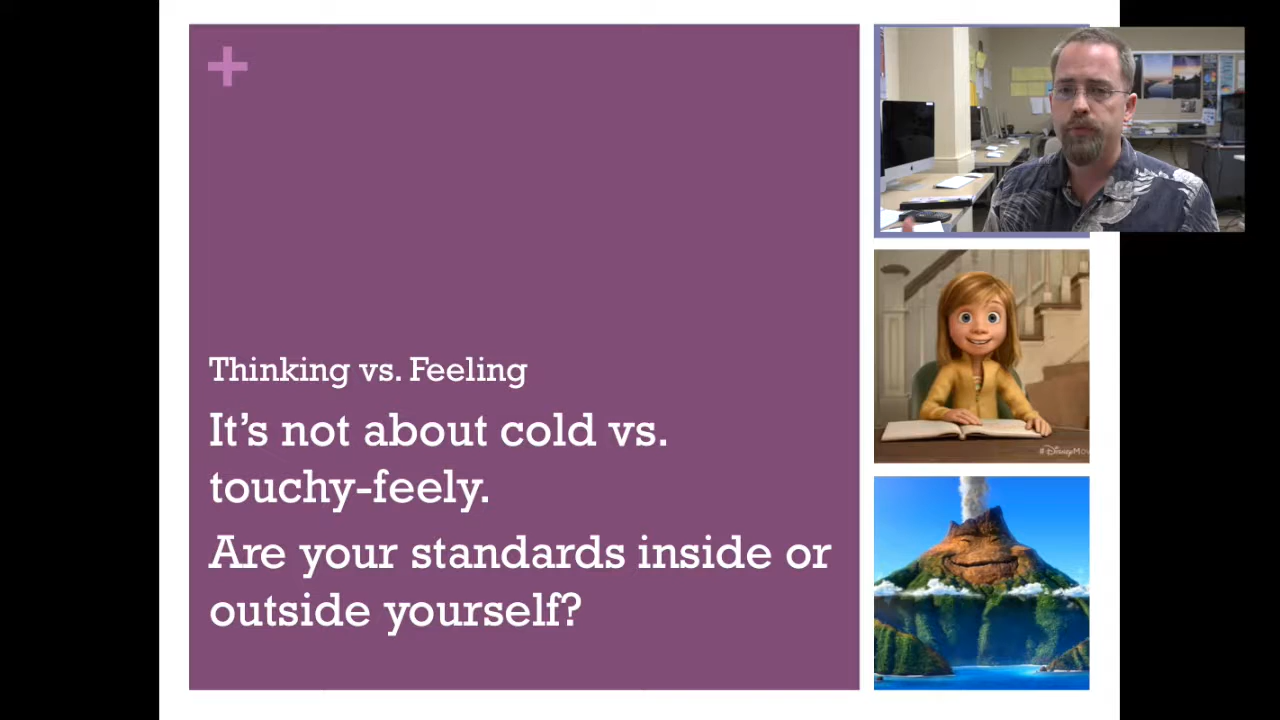 +
Thinking vs. Feeling
It's not about cold vs.
touchy-feely.
Are your standards inside or
outside yourself?